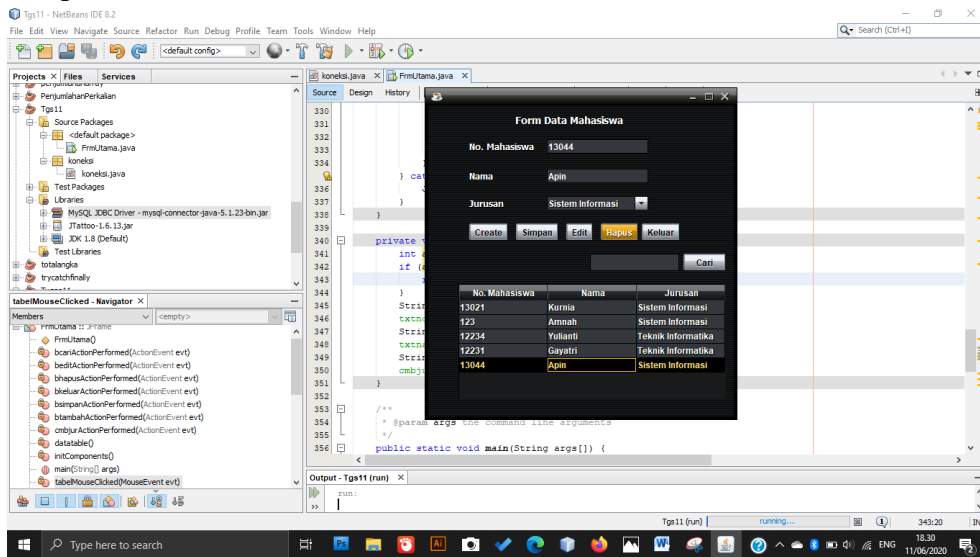 Tgs11 - NetBeans IDE 8.2
File Edit View Navigate Source Refactor Run Debug Profile Team Tools Window Help
Search (Ctrl+I)
<default config>
Projects × Files Services
koneksi.java × FrmUtama.java ×
Source Design History
PenjumlahanPerkalian
Tgs11
Source Packages
<default package>
FrmUtama.java
koneksi
koneksi.java
Test Packages
Libraries
MySQL JDBC Driver - mysql-connector-java-5.1.23-bin.jar
JTattoo-1.6.13.jar
JDK 1.8 (Default)
Test Libraries
totalangka
trycatchfinally
tabelMouseClicked - Navigator ×
Members <empty>
FrmUtama :: JFrame
FrmUtama()
bcariActionPerformed(ActionEvent evt)
beditActionPerformed(ActionEvent evt)
bhapusActionPerformed(ActionEvent evt)
bkeluarActionPerformed(ActionEvent evt)
bsimpanActionPerformed(ActionEvent evt)
btambahActionPerformed(ActionEvent evt)
cmbjurActionPerformed(ActionEvent evt)
datatable()
initComponents()
main(String[] args)
tabelMouseClicked(MouseEvent evt)
330
331
332
333
334
} cat
336
337 }
338 }
339
340 private
341 int
342 if (
343
344 }
345 Strin
346 txtno
347 Strin
348 txtna
349 Strin
350 cmbju
351 }
352
353 /**
354 * @param args the command line arguments
355 */
356 public static void main(String args[]) {
Form Data Mahasiswa
No. Mahasiswa 13044
Nama Apin
Jurusan Sistem Informasi
Create Simpan Edit Hapus Keluar
Cari
No. Mahasiswa Nama Jurusan
13021 Kurnia Sistem Informasi
123 Amnah Sistem Informasi
12234 Yulianti Teknik Informatika
12231 Gayatri Teknik Informatika
13044 Apin Sistem Informasi
Output - Tgs11 (run) ×
run:
Tgs11 (run) running... 343:20
Type here to search
ENG
18.30
11/06/2020